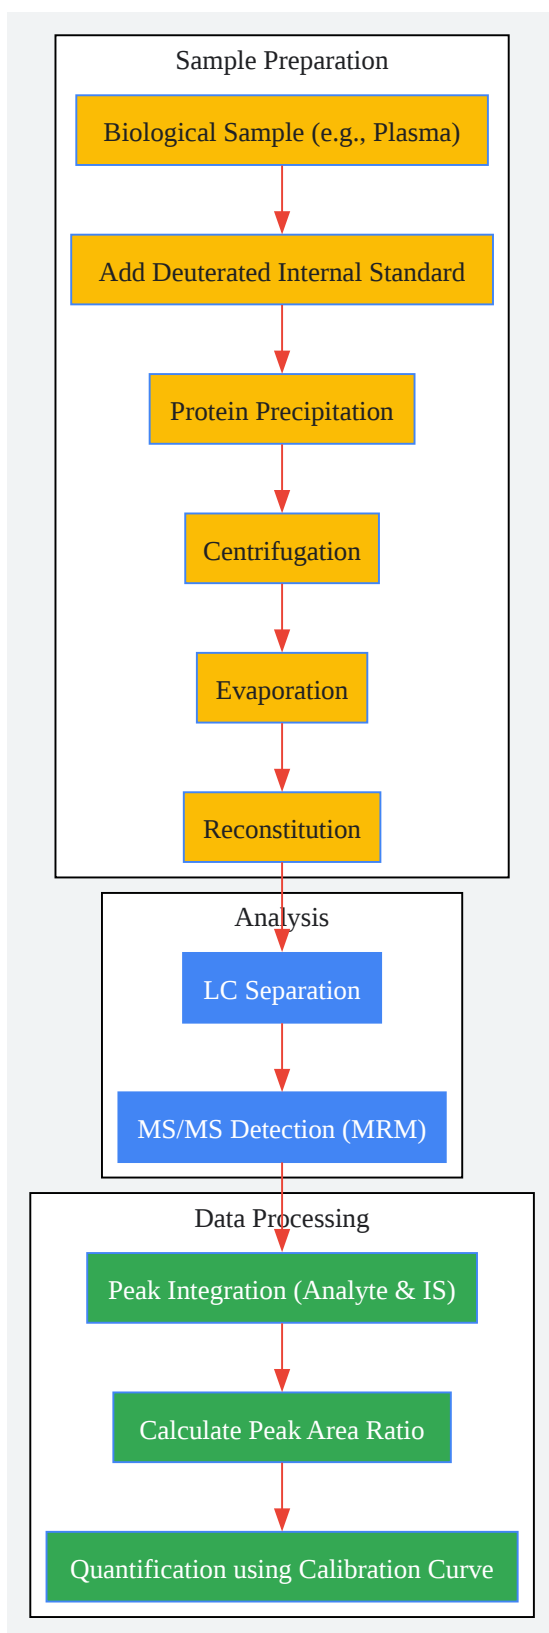 Sample Preparation
Biological Sample (e.g., Plasma)
Add Deuterated Internal Standard
Protein Precipitation
Centrifugation
Evaporation
Reconstitution
Analysis
LC Separation
MS/MS Detection (MRM)
Data Processing
Peak Integration (Analyte & IS)
Calculate Peak Area Ratio
Quantification using Calibration Curve